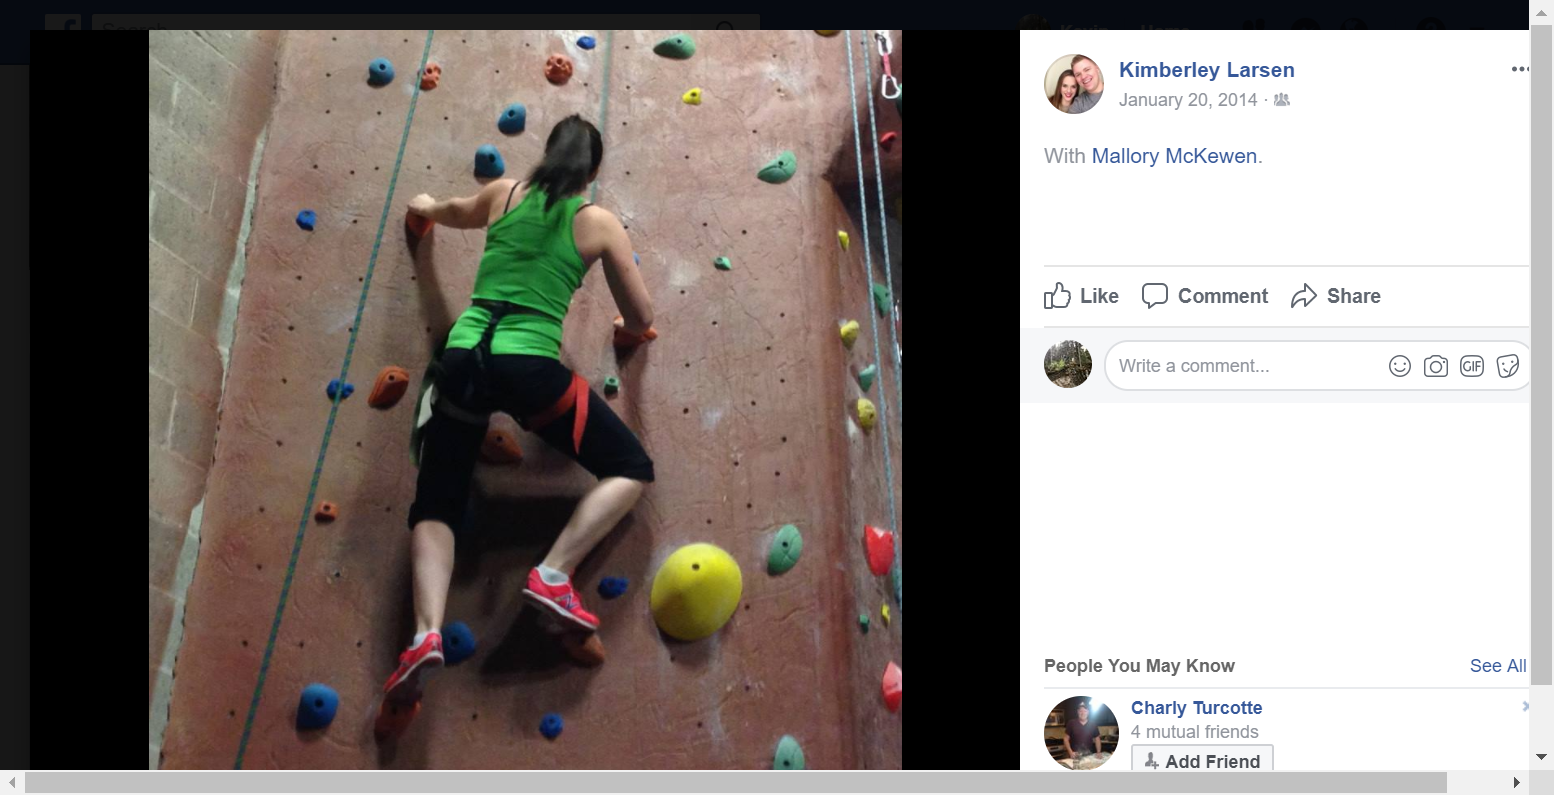 Search
Kimberley Larsen
January 20, 2014 ·
With Mallory McKewen.
Like Comment Share
Write a comment...
GIF
People You May Know
See All
Charly Turcotte
4 mutual friends
Add Friend